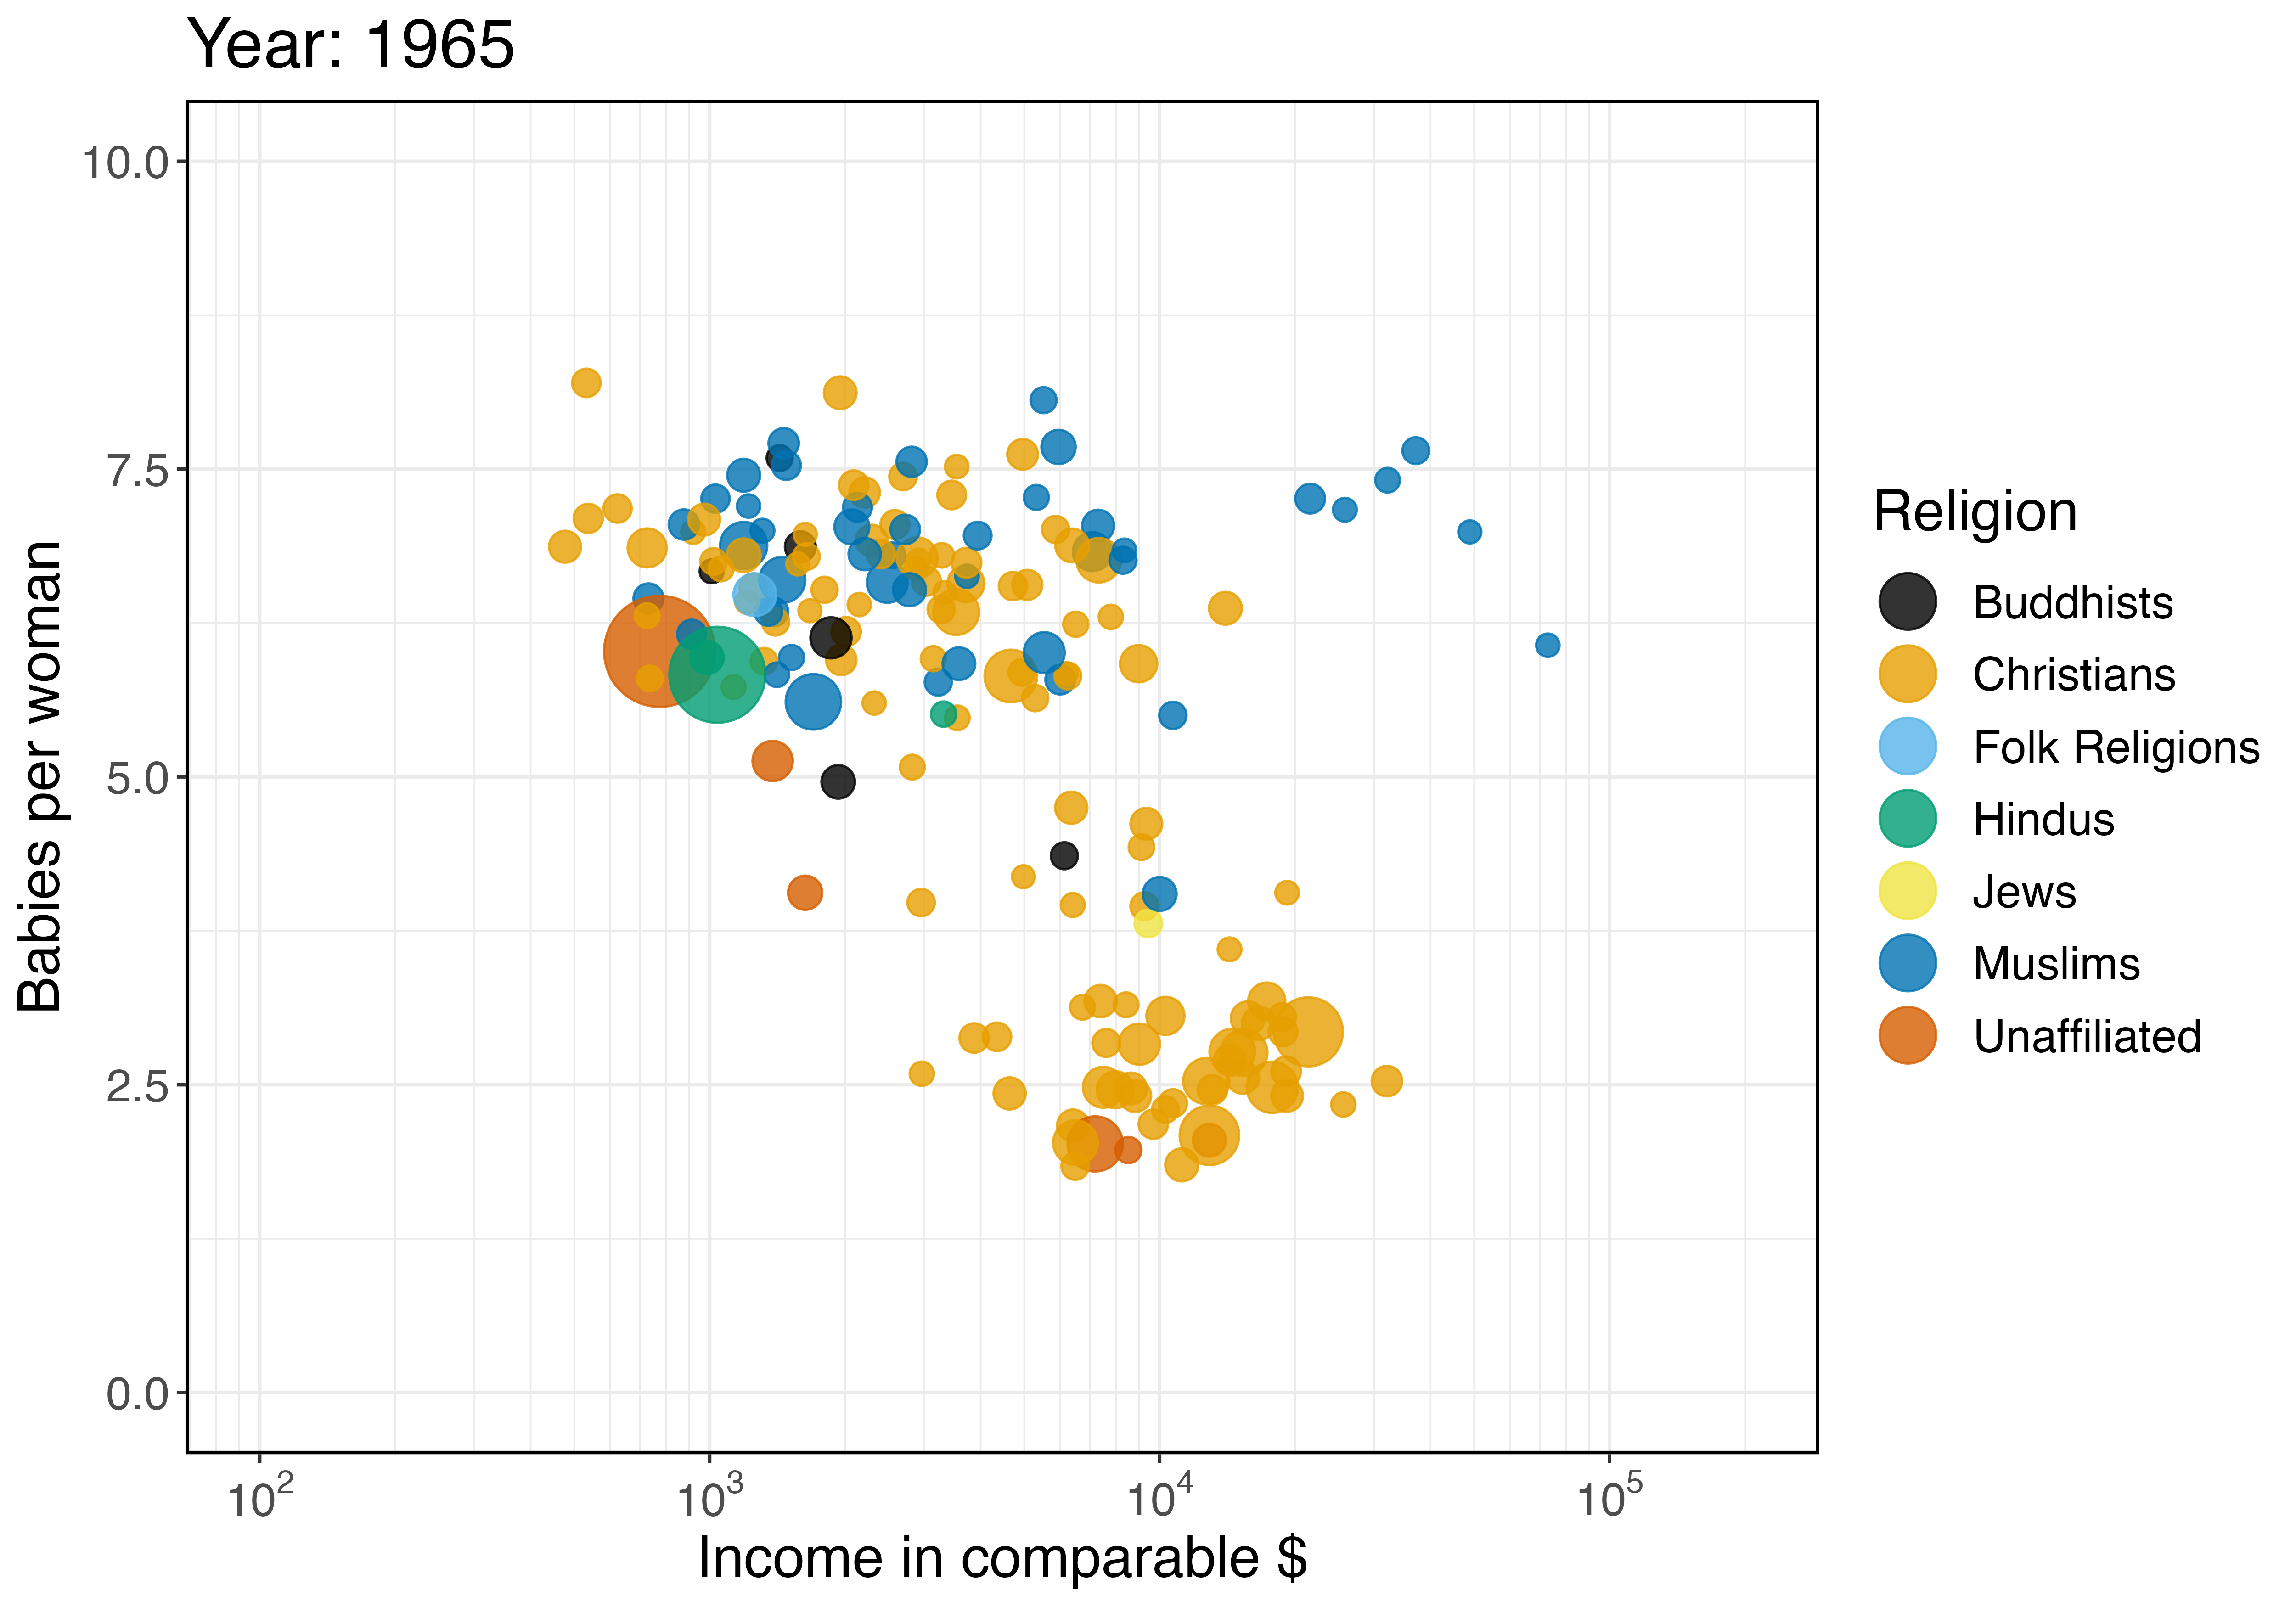 Year: 1965
Babies per woman
10.0
7.5
5.0
2.5
0.0
10²
10³
10⁴
10⁵
Income in comparable $
Religion
Buddhists
Christians
Folk Religions
Hindus
Jews
Muslims
Unaffiliated